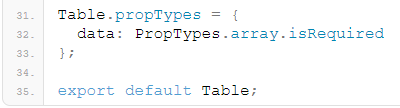 31. Table.propTypes = {
32.   data: PropTypes.array.isRequired
33. };
34.
35. export default Table;